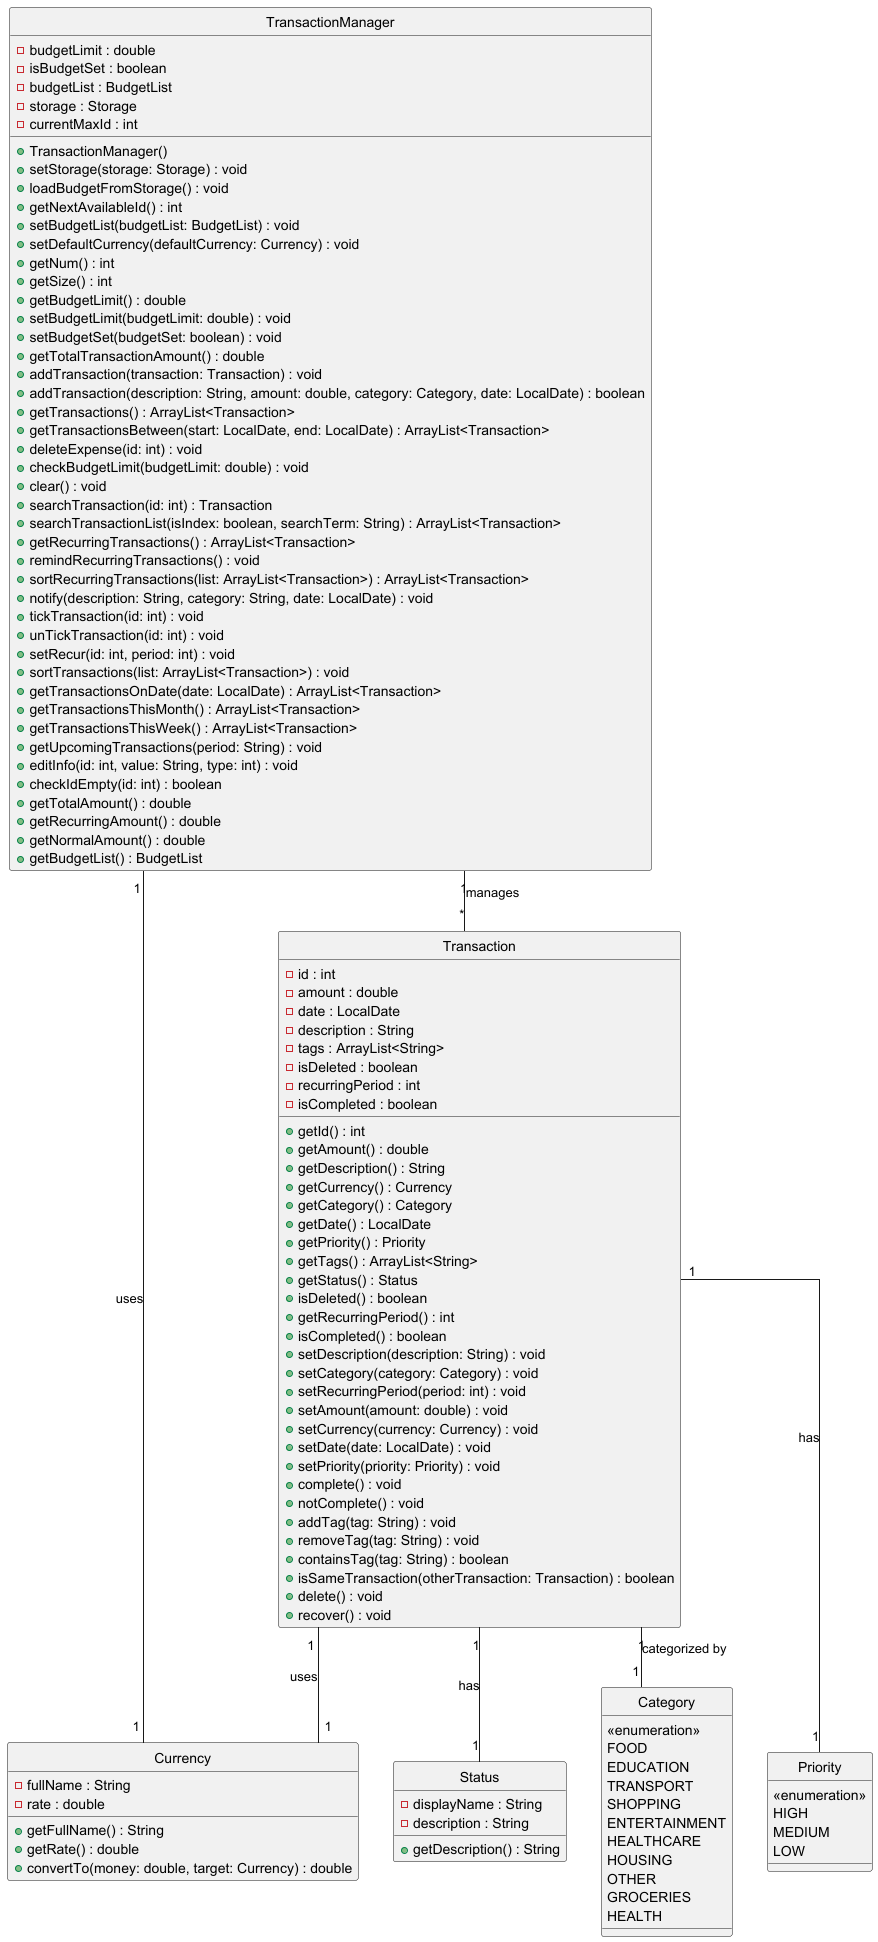 TransactionManager
budgetLimit : double
isBudgetSet : boolean
budgetList : BudgetList
storage : Storage
currentMaxId : int
TransactionManager()
setStorage(storage: Storage) : void
loadBudgetFromStorage() : void
getNextAvailableId() : int
setBudgetList(budgetList: BudgetList) : void
setDefaultCurrency(defaultCurrency: Currency) : void
getNum() : int
getSize() : int
getBudgetLimit() : double
setBudgetLimit(budgetLimit: double) : void
setBudgetSet(budgetSet: boolean) : void
getTotalTransactionAmount() : double
addTransaction(transaction: Transaction) : void
addTransaction(description: String, amount: double, category: Category, date: LocalDate) : boolean
getTransactions() : ArrayList<Transaction>
getTransactionsBetween(start: LocalDate, end: LocalDate) : ArrayList<Transaction>
deleteExpense(id: int) : void
checkBudgetLimit(budgetLimit: double) : void
clear() : void
searchTransaction(id: int) : Transaction
searchTransactionList(isIndex: boolean, searchTerm: String) : ArrayList<Transaction>
getRecurringTransactions() : ArrayList<Transaction>
remindRecurringTransactions() : void
sortRecurringTransactions(list: ArrayList<Transaction>) : ArrayList<Transaction>
notify(description: String, category: String, date: LocalDate) : void
tickTransaction(id: int) : void
unTickTransaction(id: int) : void
setRecur(id: int, period: int) : void
sortTransactions(list: ArrayList<Transaction>) : void
getTransactionsOnDate(date: LocalDate) : ArrayList<Transaction>
getTransactionsThisMonth() : ArrayList<Transaction>
getTransactionsThisWeek() : ArrayList<Transaction>
getUpcomingTransactions(period: String) : void
editInfo(id: int, value: String, type: int) : void
checkIdEmpty(id: int) : boolean
getTotalAmount() : double
getRecurringAmount() : double
getNormalAmount() : double
getBudgetList() : BudgetList
1
1
manages
*
Transaction
id : int
amount : double
date : LocalDate
description : String
tags : ArrayList<String>
isDeleted : boolean
recurringPeriod : int
isCompleted : boolean
getId() : int
getAmount() : double
getDescription() : String
getCurrency() : Currency
getCategory() : Category
getDate() : LocalDate
getPriority() : Priority
getTags() : ArrayList<String>
getStatus() : Status
isDeleted() : boolean
getRecurringPeriod() : int
isCompleted() : boolean
setDescription(description: String) : void
setCategory(category: Category) : void
setRecurringPeriod(period: int) : void
setAmount(amount: double) : void
setCurrency(currency: Currency) : void
setDate(date: LocalDate) : void
setPriority(priority: Priority) : void
complete() : void
notComplete() : void
addTag(tag: String) : void
removeTag(tag: String) : void
containsTag(tag: String) : boolean
isSameTransaction(otherTransaction: Transaction) : boolean
delete() : void
recover() : void
1
uses
has
1
1
1
categorized by
uses
has
1
1
1
1
1
Currency
fullName : String
rate : double
getFullName() : String
getRate() : double
convertTo(money: double, target: Currency) : double
Status
displayName : String
description : String
getDescription() : String
Category
«enumeration»
FOOD
EDUCATION
TRANSPORT
SHOPPING
ENTERTAINMENT
HEALTHCARE
HOUSING
OTHER
GROCERIES
HEALTH
Priority
«enumeration»
HIGH
MEDIUM
LOW